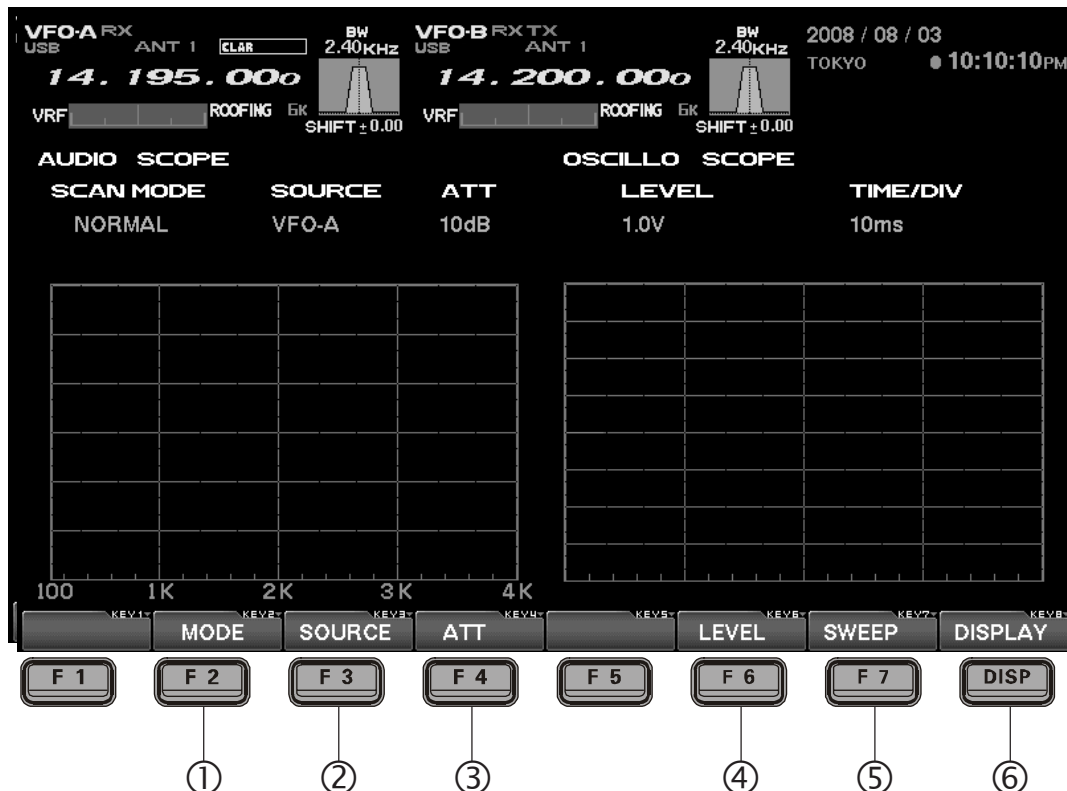 VFO-A RX
USB ANT 1 CLAR
BW
2.40KHz
14.195.000
VRF ROOFING 6K
SHIFT ± 0.00
VFO-B RX TX
USB ANT 1
BW
2.40KHz
14.200.000
VRF ROOFING 6K
SHIFT ± 0.00
2008 / 08 / 03
TOKYO 10:10:10PM
AUDIO SCOPE
SCAN MODE SOURCE ATT
NORMAL VFO-A 10dB
OSCILLO SCOPE
LEVEL TIME/DIV
1.0V 10ms
100 1K 2K 3K 4K
KEY1 KEY2 KEY3 KEY4 KEY5 KEY6 KEY7 KEY8
MODE SOURCE ATT LEVEL SWEEP DISPLAY
F 1 F 2 F 3 F 4 F 5 F 6 F 7 DISP
① ② ③ ④ ⑤ ⑥